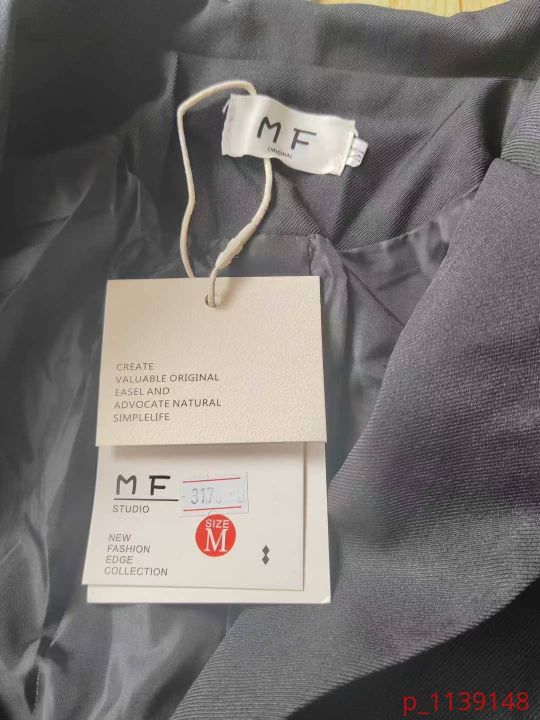 M F
ORIGINAL
CREATE
VALUABLE ORIGINAL
EASEL AND
ADVOCATE NATURAL
SIMPLELIFE
M F
STUDIO
SIZE
M
NEW
FASHION
EDGE
COLLECTION
p_1139148